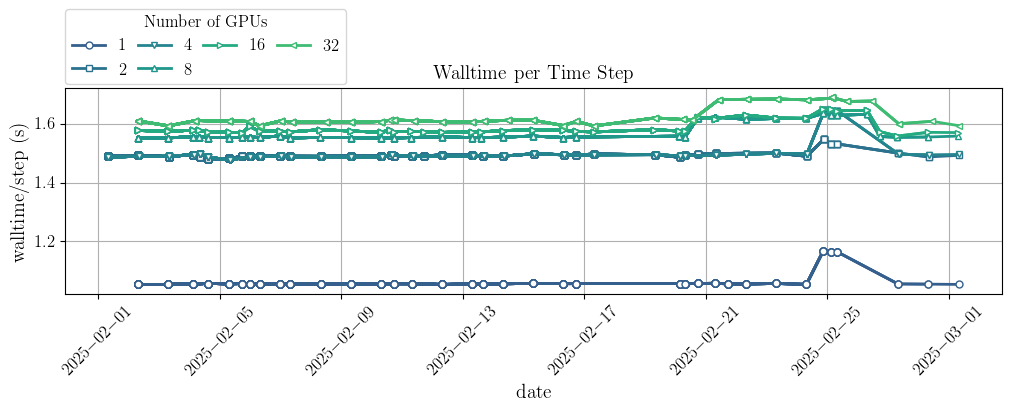 Number of GPUs
1 4 16 32
2 8
Walltime per Time Step
walltime/step (s)
1.6
1.4
1.2
2025−02−01 2025−02−05 2025−02−09 2025−02−13 2025−02−17 2025−02−21 2025−02−25 2025−03−01
date